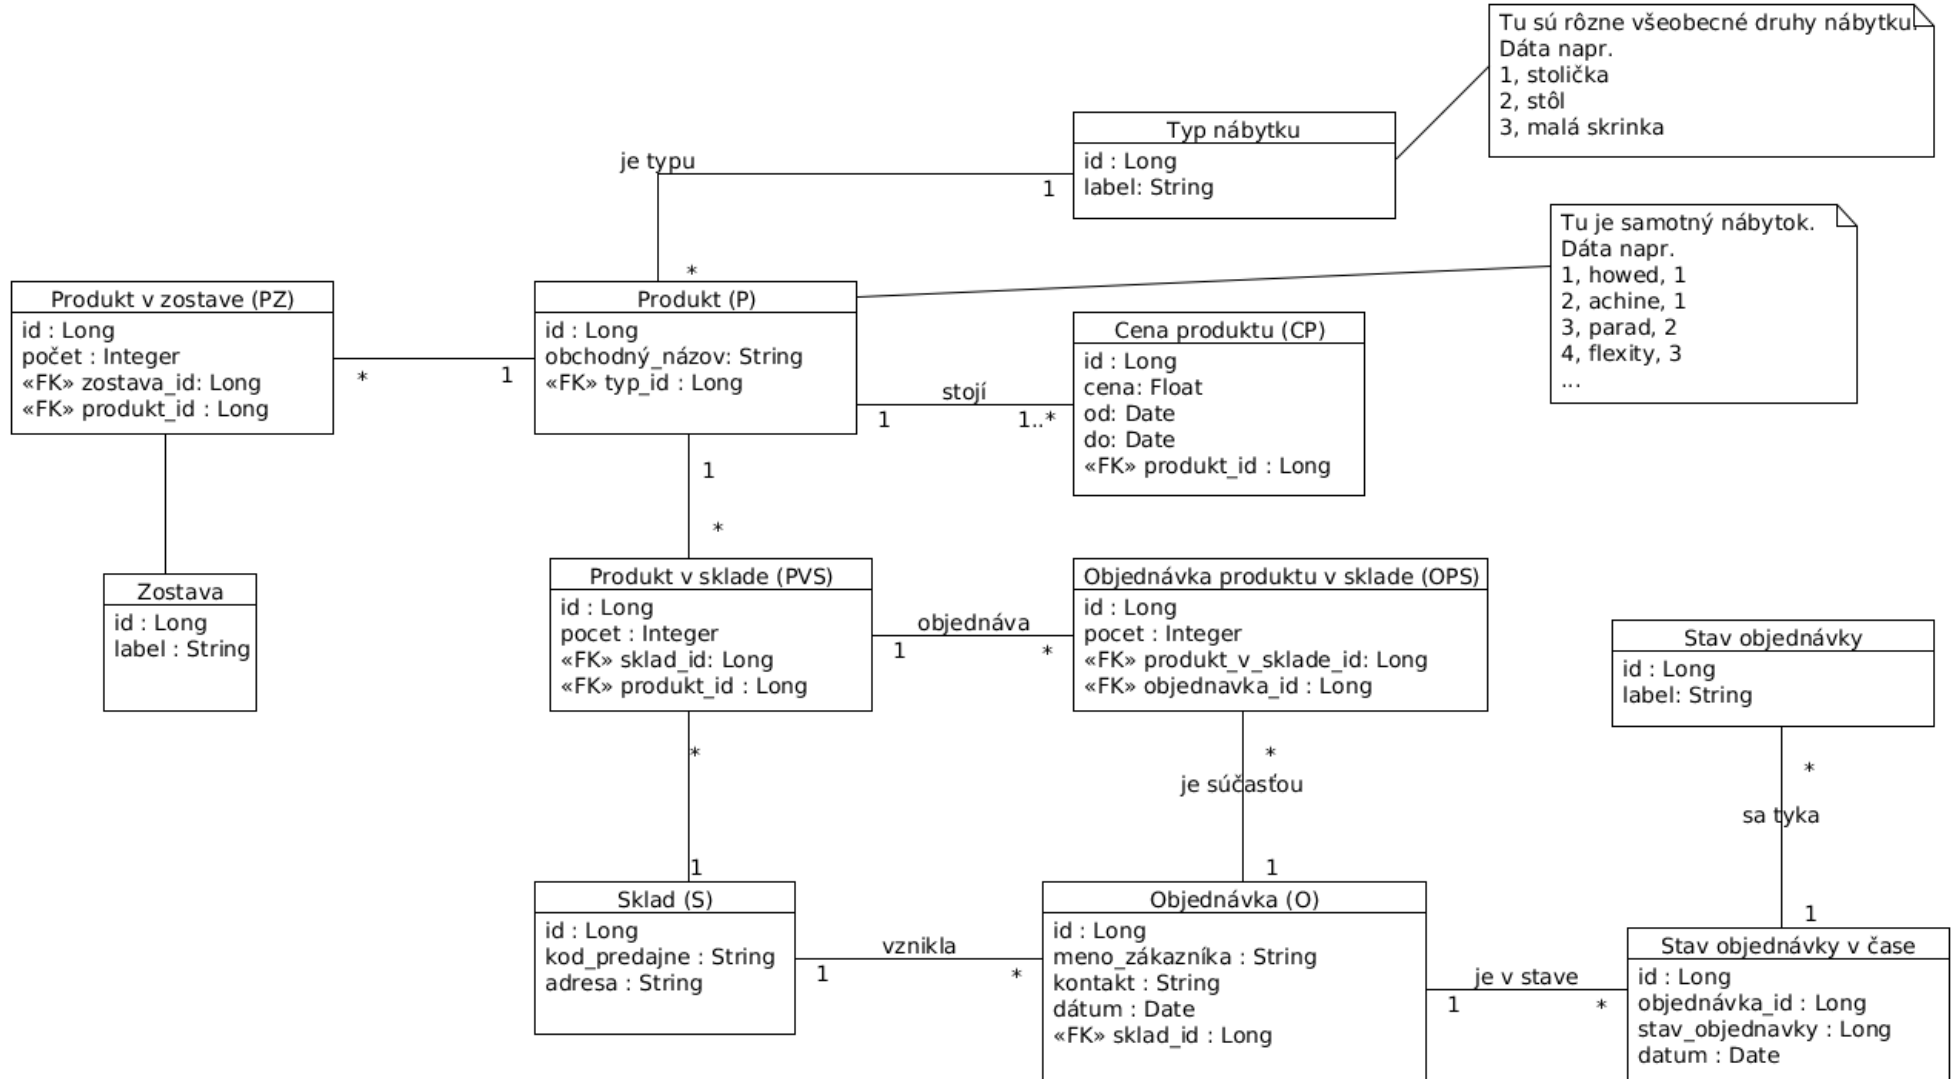 Tu sú rôzne všeobecné druhy nábytku.
Dáta napr.
1, stolička
2, stôl
3, malá skrinka
Typ nábytku
id : Long
label: String
je typu
1
*
Tu je samotný nábytok.
Dáta napr.
1, howed, 1
2, achine, 1
3, parad, 2
4, flexity, 3
...
Produkt v zostave (PZ)
id : Long
počet : Integer
«FK» zostava_id: Long
«FK» produkt_id : Long
*
1
Produkt (P)
id : Long
obchodný_názov: String
«FK» typ_id : Long
stojí
1
1..*
Cena produktu (CP)
id : Long
cena: Float
od: Date
do: Date
«FK» produkt_id : Long
1
*
Zostava
id : Long
label : String
Produkt v sklade (PVS)
id : Long
pocet : Integer
«FK» sklad_id: Long
«FK» produkt_id : Long
objednáva
1
*
Objednávka produktu v sklade (OPS)
id : Long
pocet : Integer
«FK» produkt_v_sklade_id: Long
«FK» objednavka_id : Long
Stav objednávky
id : Long
label: String
*
1
*
je súčasťou
1
*
sa tyka
1
Sklad (S)
id : Long
kod_predajne : String
adresa : String
vznikla
1
*
Objednávka (O)
id : Long
meno_zákazníka : String
kontakt : String
dátum : Date
«FK» sklad_id : Long
je v stave
1
*
Stav objednávky v čase
id : Long
objednávka_id : Long
stav_objednavky : Long
datum : Date